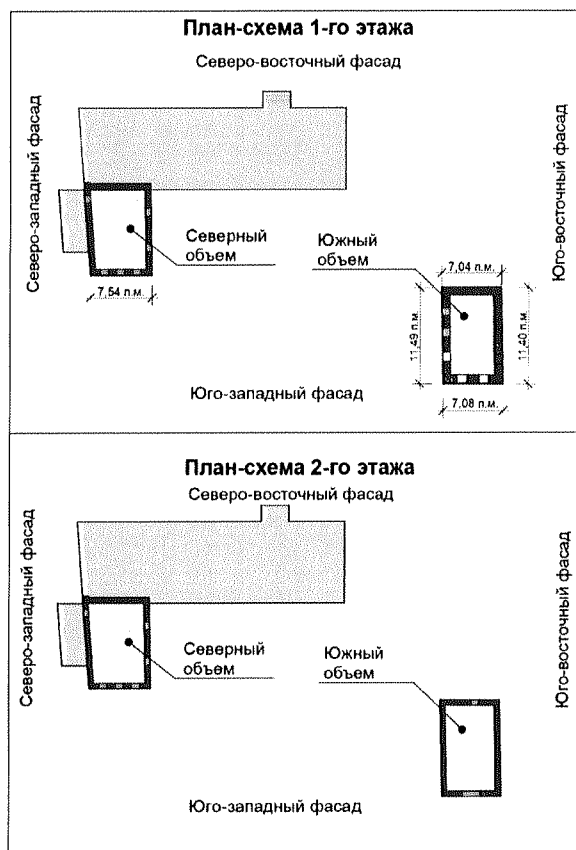 План-схема 1-го этажа
Северо-восточный фасад
Северо-западный фасад
Юго-восточный фасад
Северный
объем
Южный
объем
7,54 п.м.
7,04 п.м.
11,49 п.м.
11,40 п.м.
7,08 п.м.
Юго-западный фасад
План-схема 2-го этажа
Северо-восточный фасад
Северо-западный фасад
Юго-восточный фасад
Северный
объем
Южный
объем
Юго-западный фасад